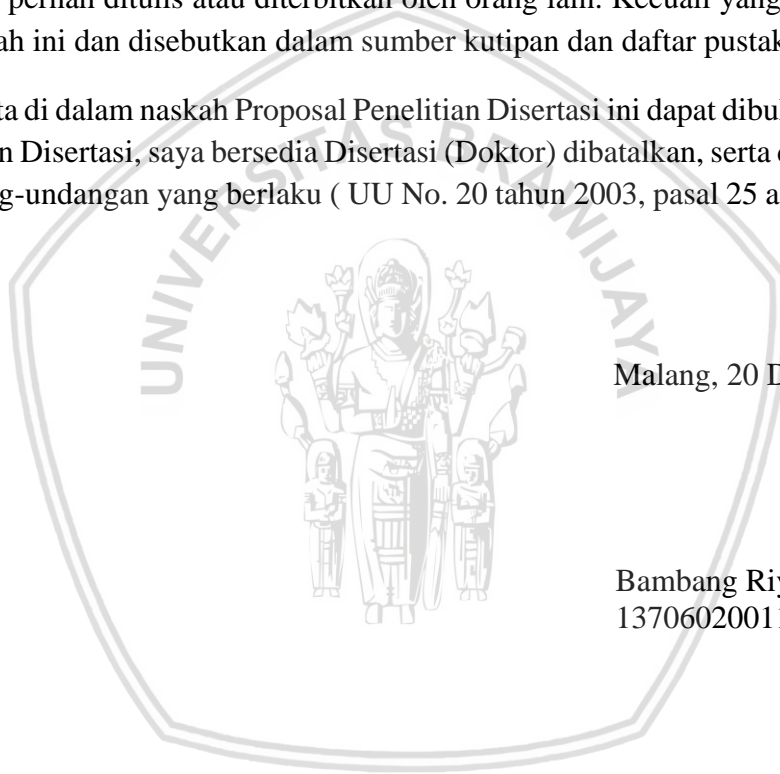 pernah ditulis atau diterbitkan oleh orang lain. Kecuali yang
ah ini dan disebutkan dalam sumber kutipan dan daftar pustak
ta di dalam naskah Proposal Penelitian Disertasi ini dapat dibu
n Disertasi, saya bersedia Disertasi (Doktor) dibatalkan, serta
g-undangan yang berlaku ( UU No. 20 tahun 2003, pasal 25 a
UNIVERSITAS BRAWIJAYA
Malang, 20 D
Bambang Riy
1370602001